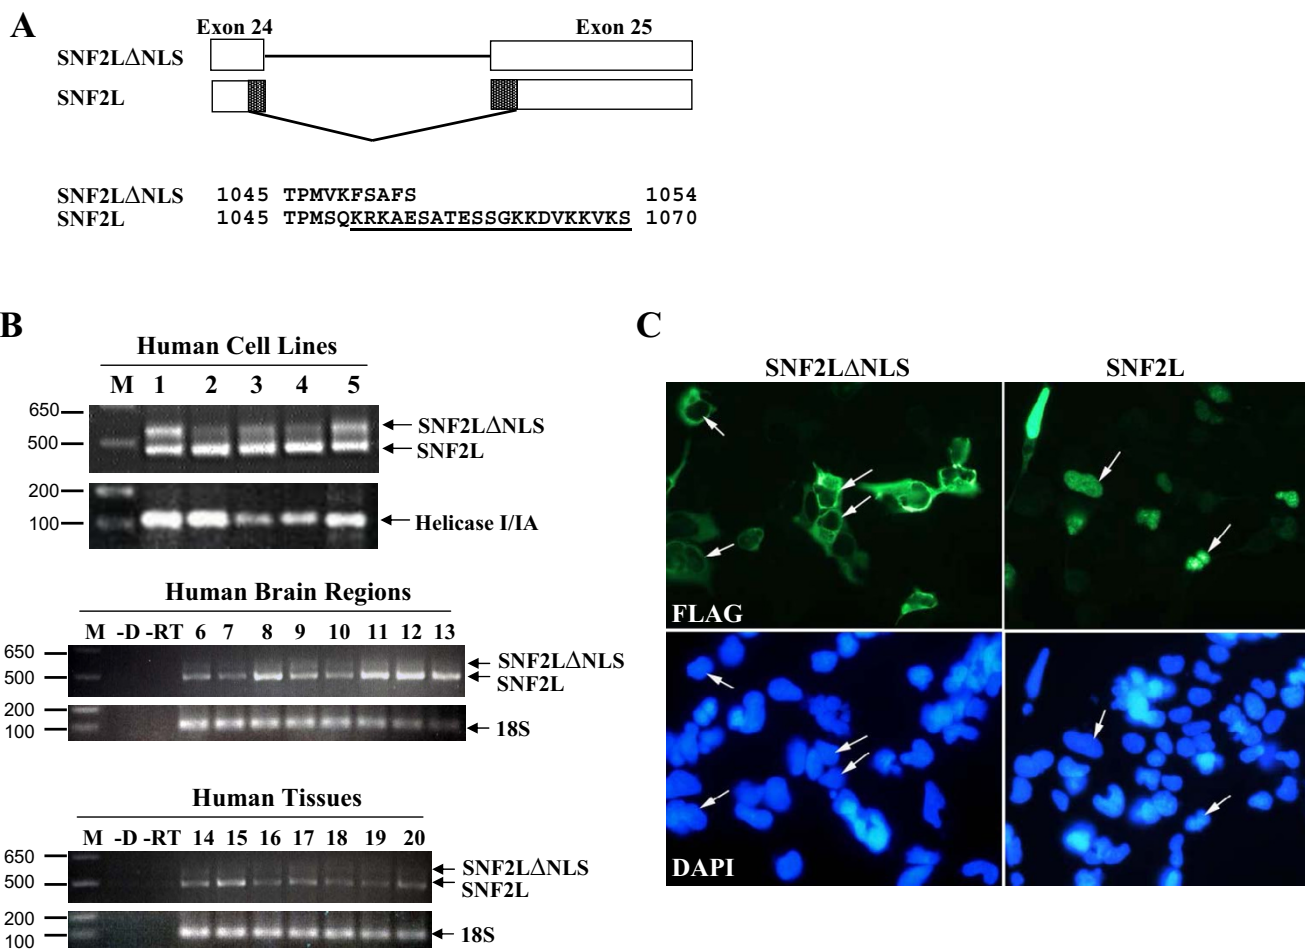 A
Exon 24 Exon 25
SNF2LΔNLS
SNF2L
SNF2LΔNLS 1045 TPMVKFSAFS 1054
SNF2L 1045 TPMSQKRKAESATESSGKKDVKKVKS 1070
B
Human Cell Lines
M 1 2 3 4 5
650
500
SNF2LΔNLS
SNF2L
200
100
Helicase I/IA
Human Brain Regions
M -D -RT 6 7 8 9 10 11 12 13
650
500
SNF2LΔNLS
SNF2L
200
100
18S
Human Tissues
M -D -RT 14 15 16 17 18 19 20
650
500
SNF2LΔNLS
SNF2L
200
100
18S
C
SNF2LΔNLS SNF2L
FLAG
DAPI